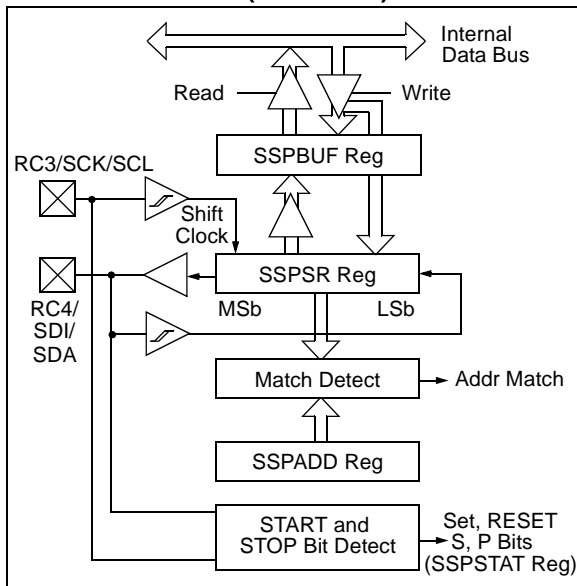 Internal
Data Bus
Read
Write
SSPBUF Reg
RC3/SCK/SCL
Shift
Clock
SSPSR Reg
MSb
LSb
RC4/
SDI/
SDA
Match Detect
Addr Match
SSPADD Reg
START and
STOP Bit Detect
Set, RESET
S, P Bits
(SSPSTAT Reg)